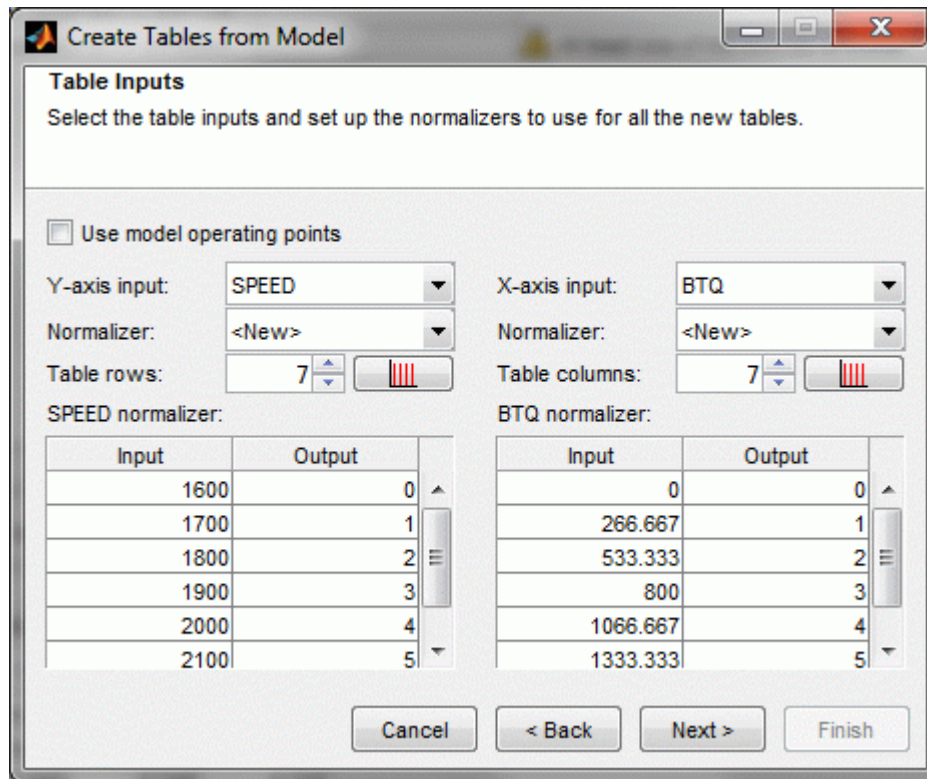 Create Tables from Model
Table Inputs
Select the table inputs and set up the normalizers to use for all the new tables.
Use model operating points
Y-axis input: SPEED X-axis input: BTQ
Normalizer: <New> Normalizer: <New>
Table rows: 7 Table columns: 7
SPEED normalizer: BTQ normalizer:
Input Output Input Output
1600 0 0 0
1700 1 266.667 1
1800 2 533.333 2
1900 3 800 3
2000 4 1066.667 4
2100 5 1333.333 5
Cancel < Back Next > Finish